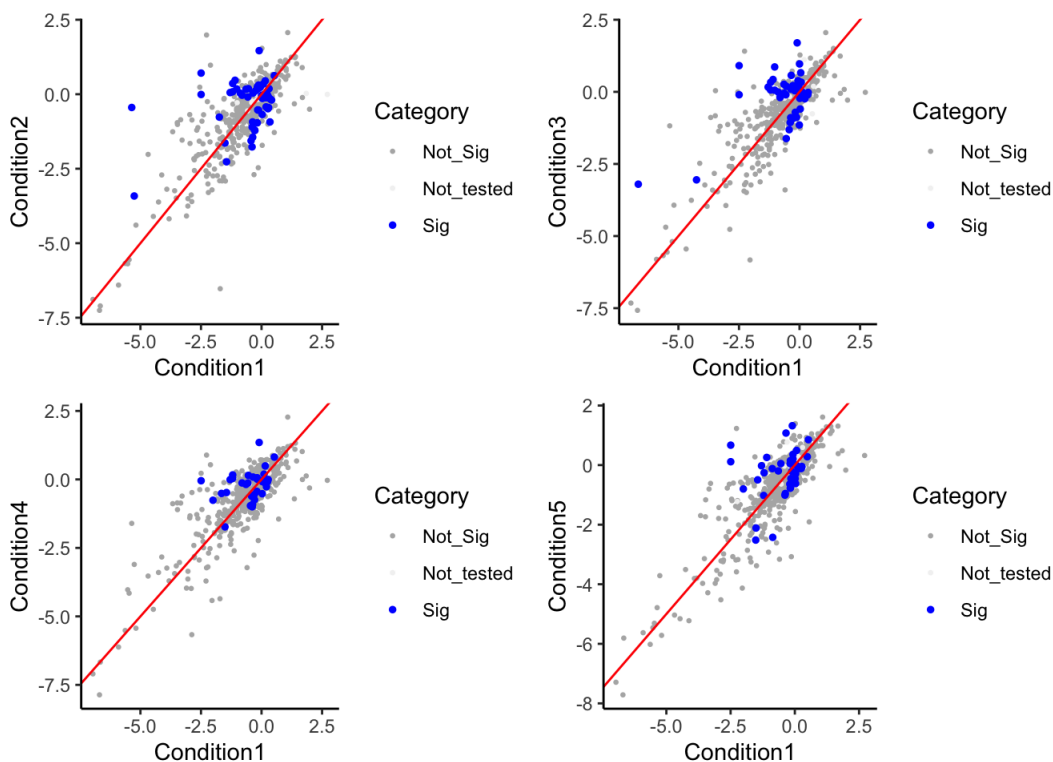 2.5
0.0
-2.5
-5.0
-7.5
Condition2
-5.0 -2.5 0.0 2.5
Condition1
Category
Not_Sig
Not_tested
Sig
2.5
0.0
-2.5
-5.0
-7.5
Condition3
-5.0 -2.5 0.0 2.5
Condition1
Category
Not_Sig
Not_tested
Sig
2.5
0.0
-2.5
-5.0
-7.5
Condition4
-5.0 -2.5 0.0 2.5
Condition1
Category
Not_Sig
Not_tested
Sig
2
0
-2
-4
-6
-8
Condition5
-5.0 -2.5 0.0 2.5
Condition1
Category
Not_Sig
Not_tested
Sig